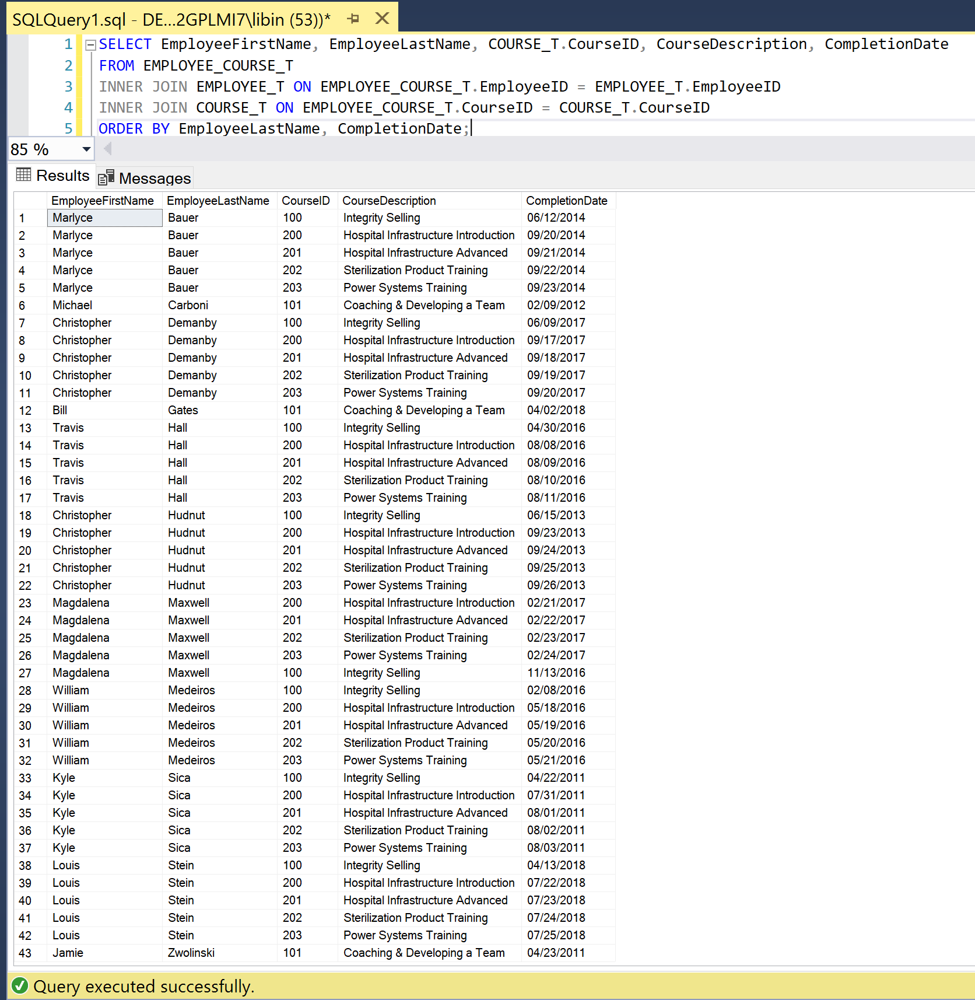 SQLQuery1.sql - DE...2GPLMI7\libin (53))*
1 SELECT EmployeeFirstName, EmployeeLastName, COURSE_T.CourseID, CourseDescription, CompletionDate
2 FROM EMPLOYEE_COURSE_T
3 INNER JOIN EMPLOYEE_T ON EMPLOYEE_COURSE_T.EmployeeID = EMPLOYEE_T.EmployeeID
4 INNER JOIN COURSE_T ON EMPLOYEE_COURSE_T.CourseID = COURSE_T.CourseID
5 ORDER BY EmployeeLastName, CompletionDate;
85 %
Results Messages
EmployeeFirstName EmployeeLastName CourseID CourseDescription CompletionDate
1 Marlyce Bauer 100 Integrity Selling 06/12/2014
2 Marlyce Bauer 200 Hospital Infrastructure Introduction 09/20/2014
3 Marlyce Bauer 201 Hospital Infrastructure Advanced 09/21/2014
4 Marlyce Bauer 202 Sterilization Product Training 09/22/2014
5 Marlyce Bauer 203 Power Systems Training 09/23/2014
6 Michael Carboni 101 Coaching & Developing a Team 02/09/2012
7 Christopher Demanby 100 Integrity Selling 06/09/2017
8 Christopher Demanby 200 Hospital Infrastructure Introduction 09/17/2017
9 Christopher Demanby 201 Hospital Infrastructure Advanced 09/18/2017
10 Christopher Demanby 202 Sterilization Product Training 09/19/2017
11 Christopher Demanby 203 Power Systems Training 09/20/2017
12 Bill Gates 101 Coaching & Developing a Team 04/02/2018
13 Travis Hall 100 Integrity Selling 04/30/2016
14 Travis Hall 200 Hospital Infrastructure Introduction 08/08/2016
15 Travis Hall 201 Hospital Infrastructure Advanced 08/09/2016
16 Travis Hall 202 Sterilization Product Training 08/10/2016
17 Travis Hall 203 Power Systems Training 08/11/2016
18 Christopher Hudnut 100 Integrity Selling 06/15/2013
19 Christopher Hudnut 200 Hospital Infrastructure Introduction 09/23/2013
20 Christopher Hudnut 201 Hospital Infrastructure Advanced 09/24/2013
21 Christopher Hudnut 202 Sterilization Product Training 09/25/2013
22 Christopher Hudnut 203 Power Systems Training 09/26/2013
23 Magdalena Maxwell 200 Hospital Infrastructure Introduction 02/21/2017
24 Magdalena Maxwell 201 Hospital Infrastructure Advanced 02/22/2017
25 Magdalena Maxwell 202 Sterilization Product Training 02/23/2017
26 Magdalena Maxwell 203 Power Systems Training 02/24/2017
27 Magdalena Maxwell 100 Integrity Selling 11/13/2016
28 William Medeiros 100 Integrity Selling 02/08/2016
29 William Medeiros 200 Hospital Infrastructure Introduction 05/18/2016
30 William Medeiros 201 Hospital Infrastructure Advanced 05/19/2016
31 William Medeiros 202 Sterilization Product Training 05/20/2016
32 William Medeiros 203 Power Systems Training 05/21/2016
33 Kyle Sica 100 Integrity Selling 04/22/2011
34 Kyle Sica 200 Hospital Infrastructure Introduction 07/31/2011
35 Kyle Sica 201 Hospital Infrastructure Advanced 08/01/2011
36 Kyle Sica 202 Sterilization Product Training 08/02/2011
37 Kyle Sica 203 Power Systems Training 08/03/2011
38 Louis Stein 100 Integrity Selling 04/13/2018
39 Louis Stein 200 Hospital Infrastructure Introduction 07/22/2018
40 Louis Stein 201 Hospital Infrastructure Advanced 07/23/2018
41 Louis Stein 202 Sterilization Product Training 07/24/2018
42 Louis Stein 203 Power Systems Training 07/25/2018
43 Jamie Zwolinski 101 Coaching & Developing a Team 04/23/2011
Query executed successfully.